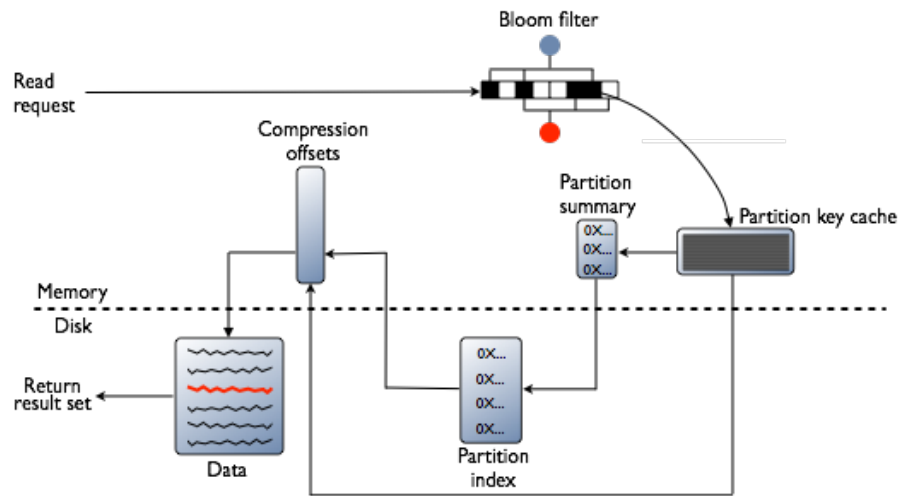 Bloom filter
Read
request
Compression
offsets
Partition
summary
Partition key cache
0X...
0X...
0X...
Memory
Disk
0X...
0X...
0X...
0X...
Return
result set
Data
Partition
index